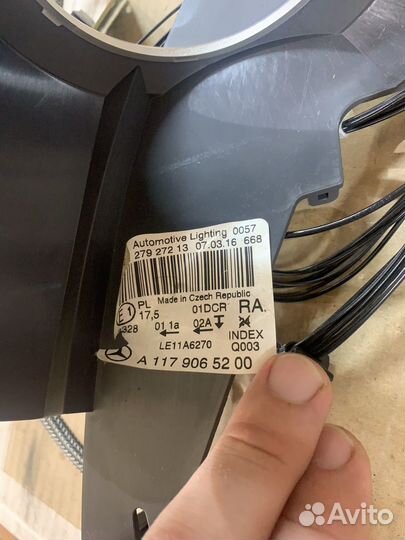 Automotive Lighting 0057
279 272 13 07.03.16 668
Made in Czech Republic
E1 PL 01DCR RA
17,5
328 01 1a 02A
INDEX
LE11A6270 Q003
A 117 906 52 00
Avito